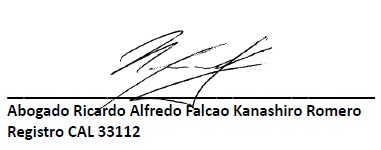 Abogado Ricardo Alfredo Falcao Kanashiro Romero
Registro CAL 33112